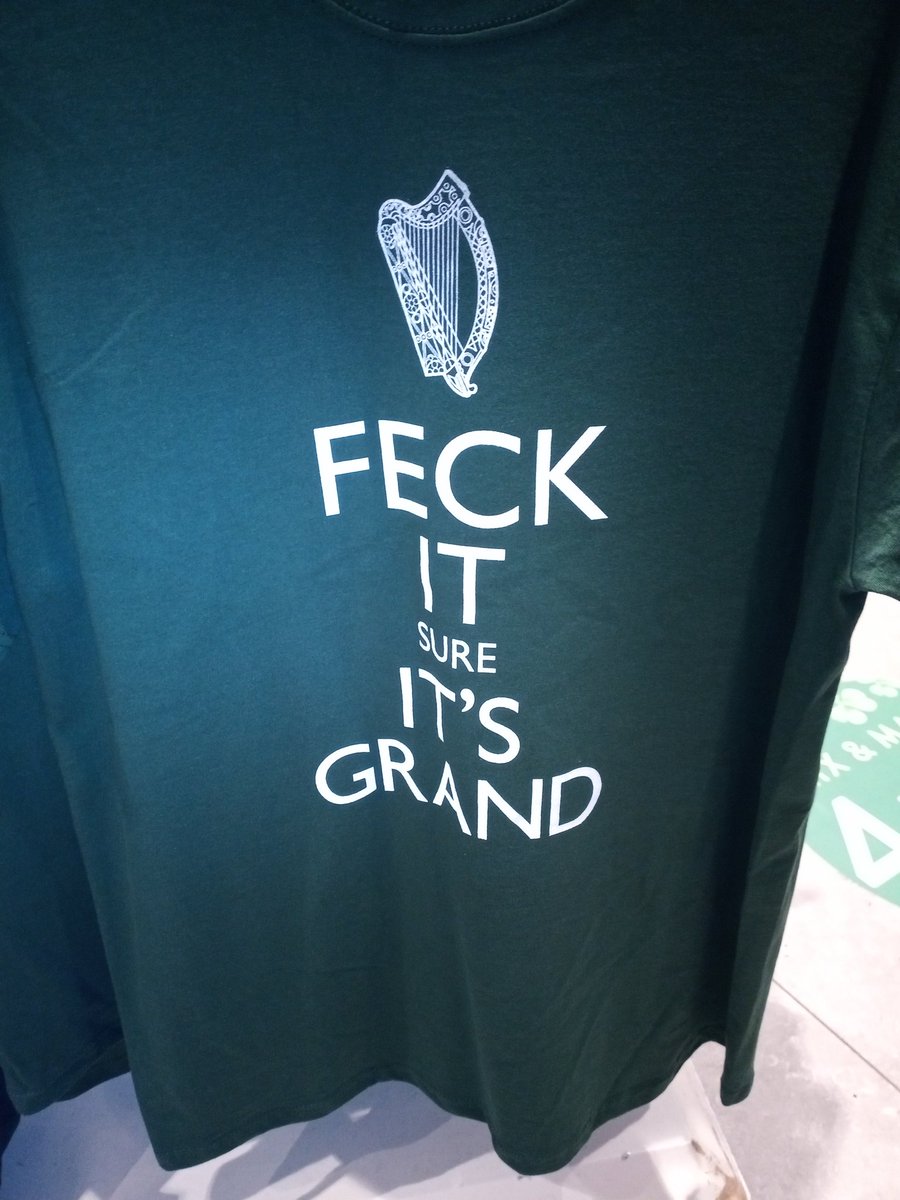 FECK
IT
SURE
IT'S
GRAND
& M